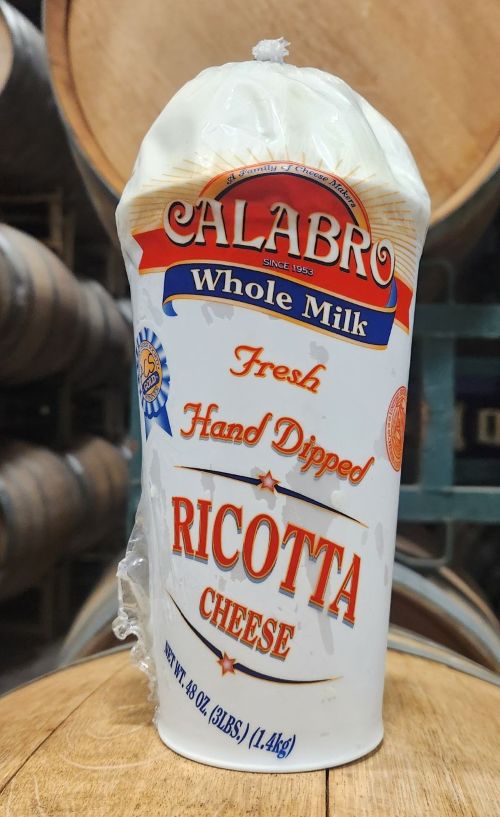 A Family of Cheese Makers
CALABRO
SINCE 1953
Whole Milk
Fresh
Hand Dipped
RICOTTA
CHEESE
NET WT. 48 OZ. (3LBS.) (1.4kg)